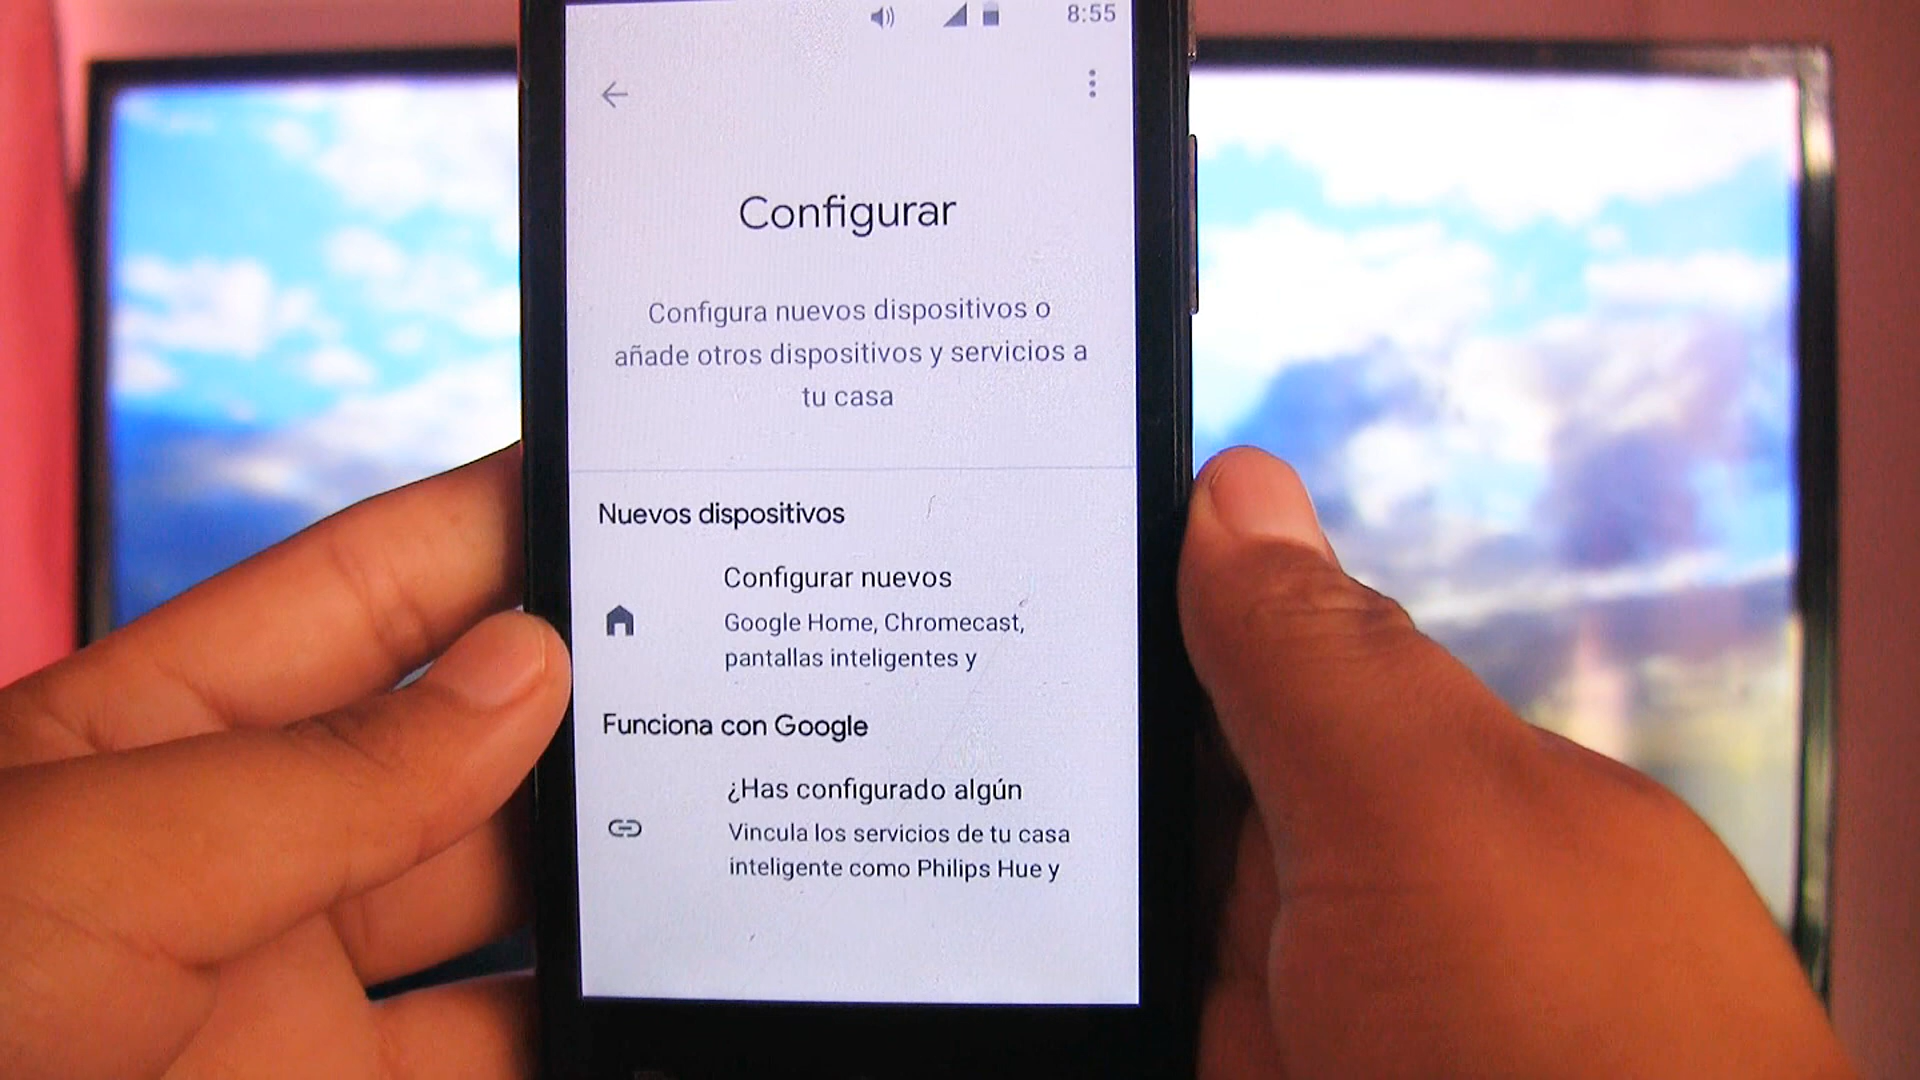 8:55
Configurar
Configura nuevos dispositivos o
añade otros dispositivos y servicios a
tu casa
Nuevos dispositivos
Configurar nuevos
Google Home, Chromecast,
pantallas inteligentes y
Funciona con Google
¿Has configurado algún
Vincula los servicios de tu casa
inteligente como Philips Hue y